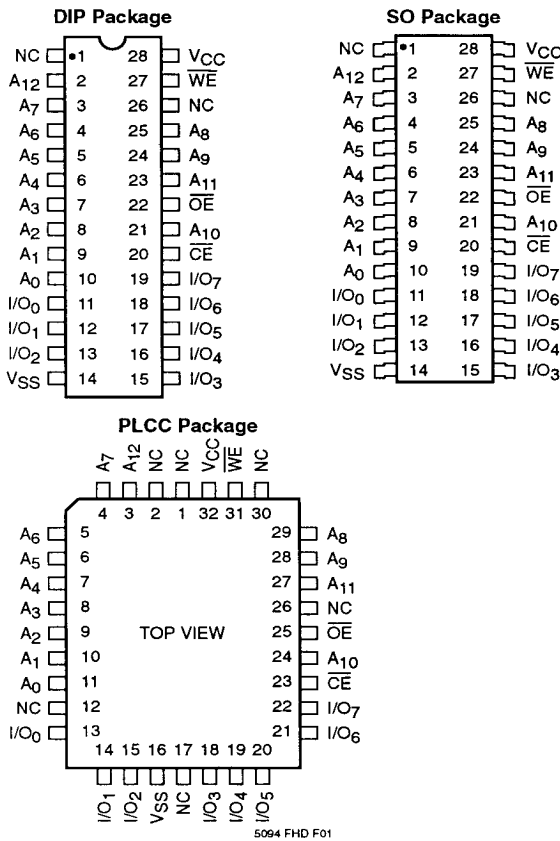 DIP Package
NC 1 28 VCC
A12 2 27 WE
A7 3 26 NC
A6 4 25 A8
A5 5 24 A9
A4 6 23 A11
A3 7 22 OE
A2 8 21 A10
A1 9 20 CE
A0 10 19 I/O7
I/O0 11 18 I/O6
I/O1 12 17 I/O5
I/O2 13 16 I/O4
VSS 14 15 I/O3
SO Package
NC 1 28 VCC
A12 2 27 WE
A7 3 26 NC
A6 4 25 A8
A5 5 24 A9
A4 6 23 A11
A3 7 22 OE
A2 8 21 A10
A1 9 20 CE
A0 10 19 I/O7
I/O0 11 18 I/O6
I/O1 12 17 I/O5
I/O2 13 16 I/O4
VSS 14 15 I/O3
PLCC Package
A7 A12 NC NC VCC WE NC
4 3 2 1 32 31 30
A6 5 29 A8
A5 6 28 A9
A4 7 27 A11
A3 8 26 NC
A2 9 TOP VIEW 25 OE
A1 10 24 A10
A0 11 23 CE
NC 12 22 I/O7
I/O0 13 21 I/O6
14 15 16 17 18 19 20
I/O1 I/O2 VSS NC I/O3 I/O4 I/O5
5094 FHD F01